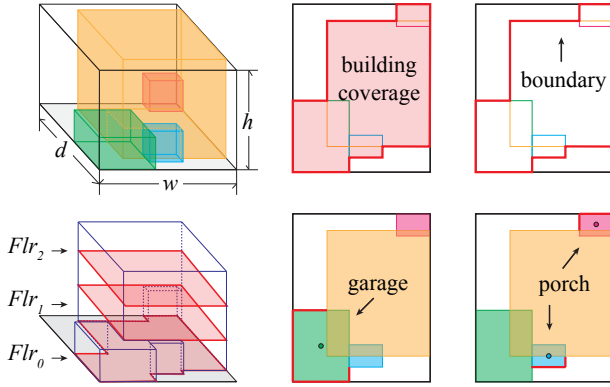 h
d
w
building
coverage
boundary
Flr₂
Flr₁
Flr₀
garage
porch